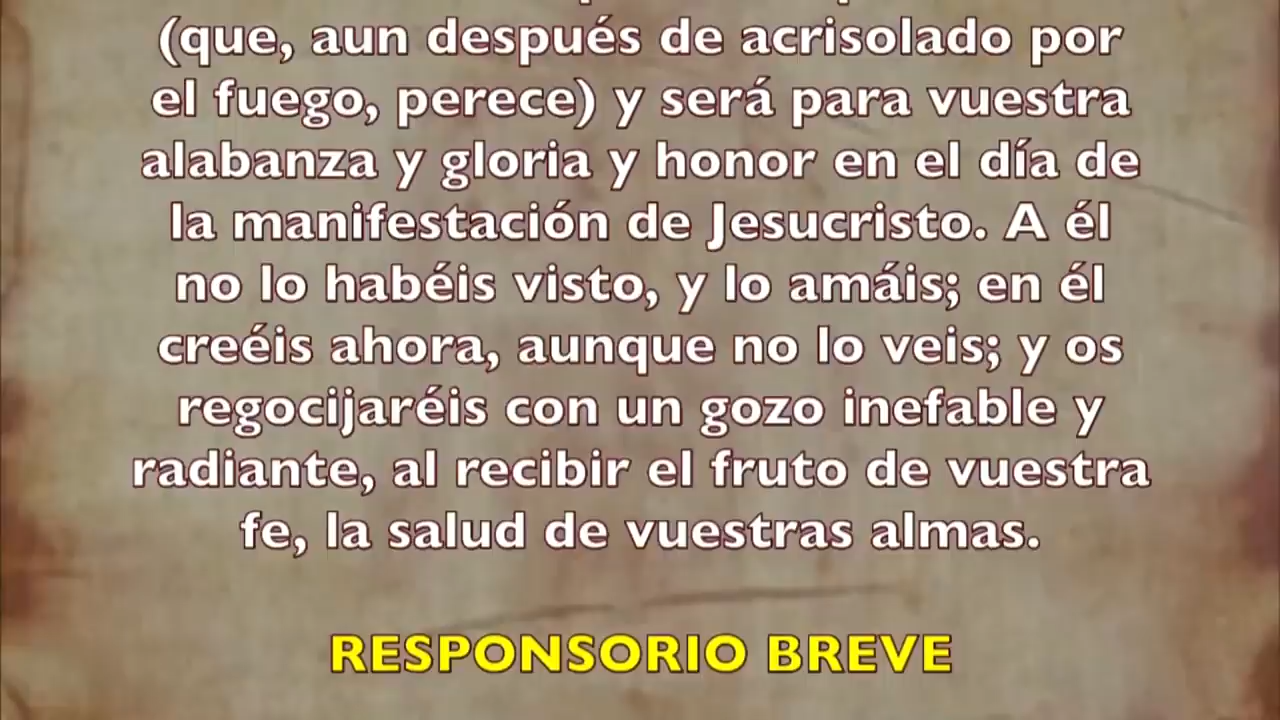 (que, aun después de acrisolado por
el fuego, perece) y será para vuestra
alabanza y gloria y honor en el día de
la manifestación de Jesucristo. A él
no lo habéis visto, y lo amáis; en él
creéis ahora, aunque no lo veis; y os
regocijaréis con un gozo inefable y
radiante, al recibir el fruto de vuestra
fe, la salud de vuestras almas.
RESPONSORIO BREVE